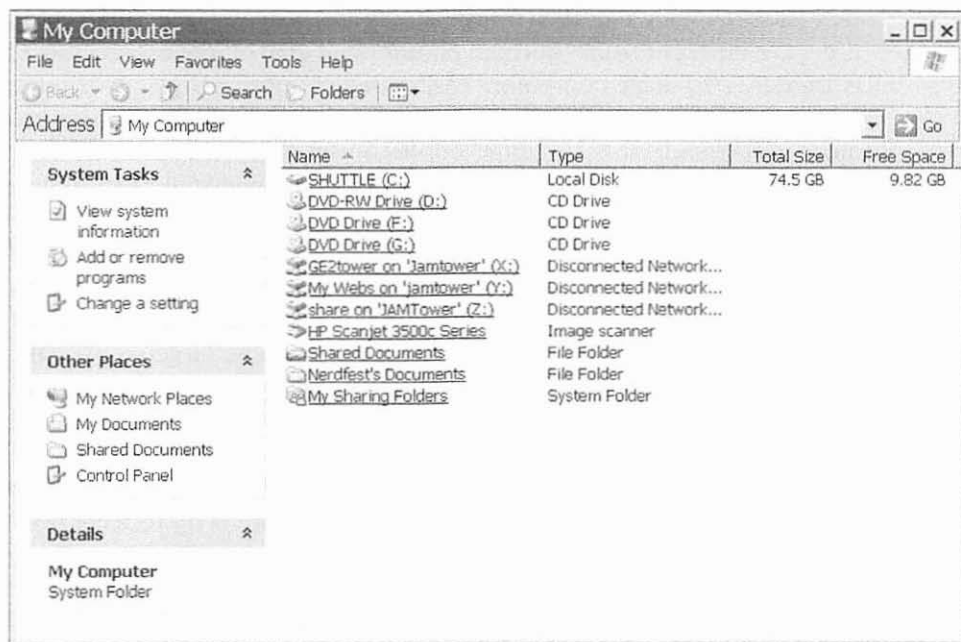 My Computer
File Edit View Favorites Tools Help
Back Search Folders
Address My Computer Go
System Tasks
View system
information
Add or remove
programs
Change a setting
Other Places
My Network Places
My Documents
Shared Documents
Control Panel
Details
My Computer
System Folder
Name Type Total Size Free Space
SHUTTLE (C:) Local Disk 74.5 GB 9.82 GB
DVD-RW Drive (D:) CD Drive
DVD Drive (F:) CD Drive
DVD Drive (G:) CD Drive
GE2tower on 'Jamtower' (X:) Disconnected Network...
My Webs on 'jamtower' (Y:) Disconnected Network...
share on 'JAMTower' (Z:) Disconnected Network...
HP Scanjet 3500c Series Image scanner
Shared Documents File Folder
Nerdfest's Documents File Folder
My Sharing Folders System Folder